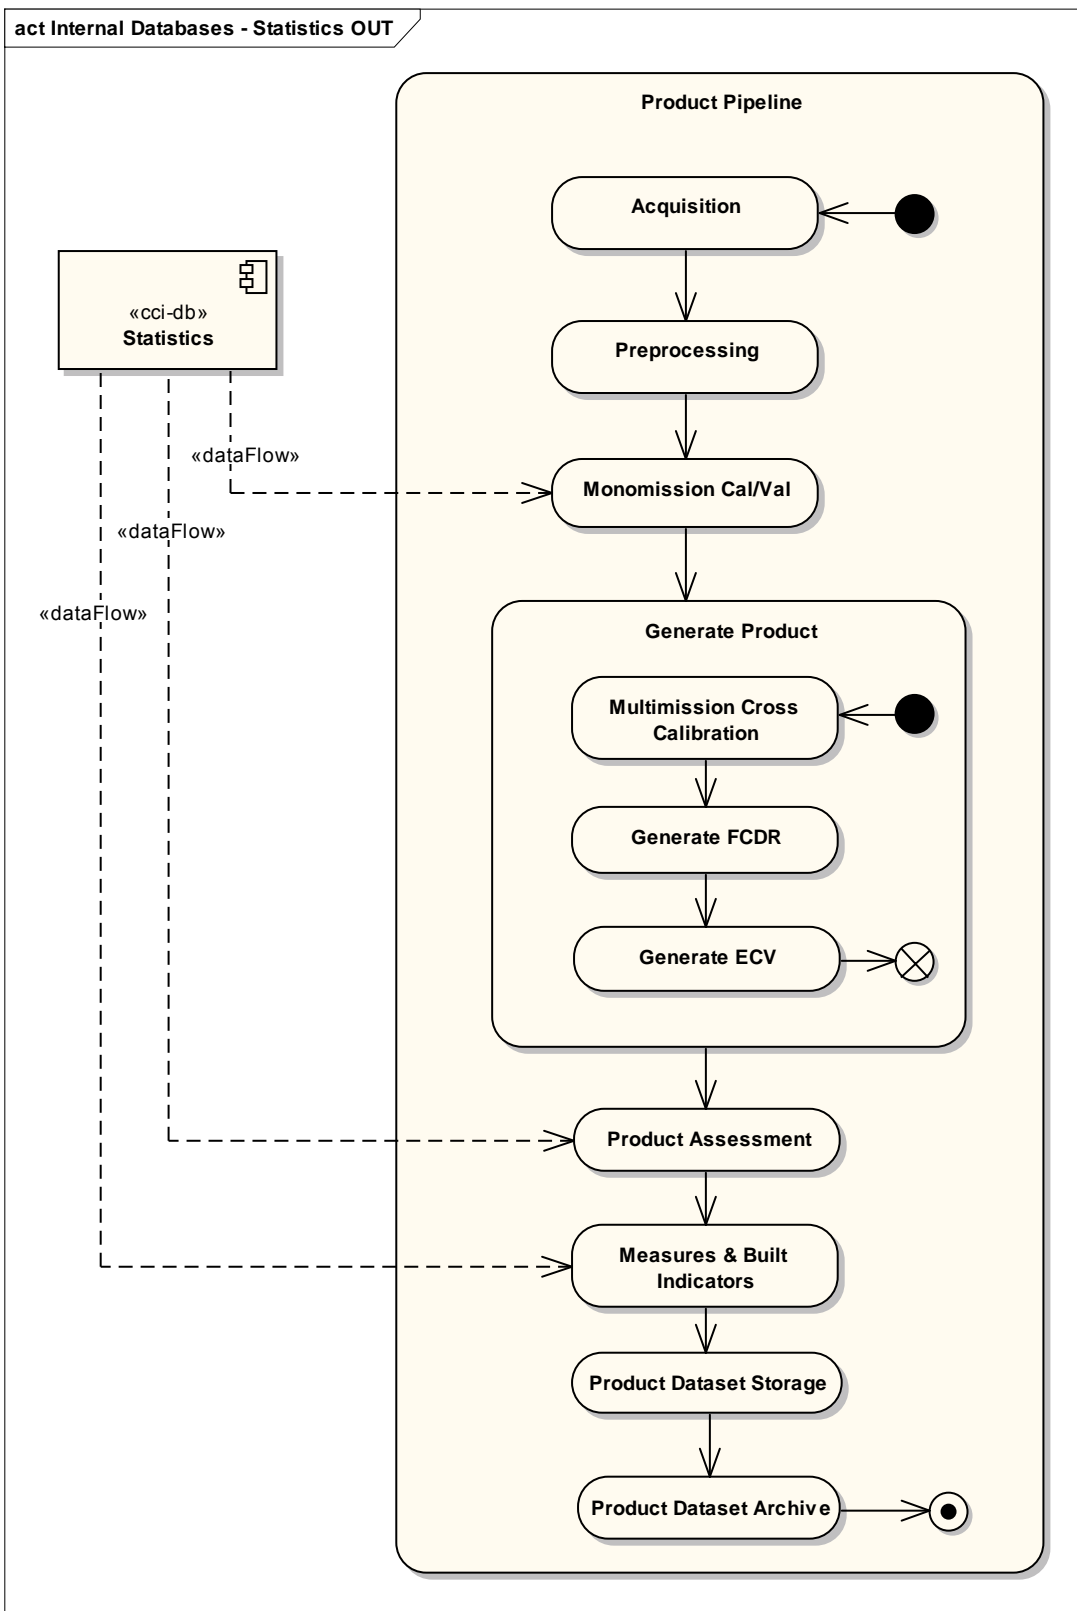 act Internal Databases - Statistics OUT
Product Pipeline
Acquisition
«cci-db»
Statistics
Preprocessing
«dataFlow»
Monomission Cal/Val
«dataFlow»
«dataFlow»
Generate Product
Multimission Cross
Calibration
Generate FCDR
Generate ECV
Product Assessment
Measures & Built
Indicators
Product Dataset Storage
Product Dataset Archive